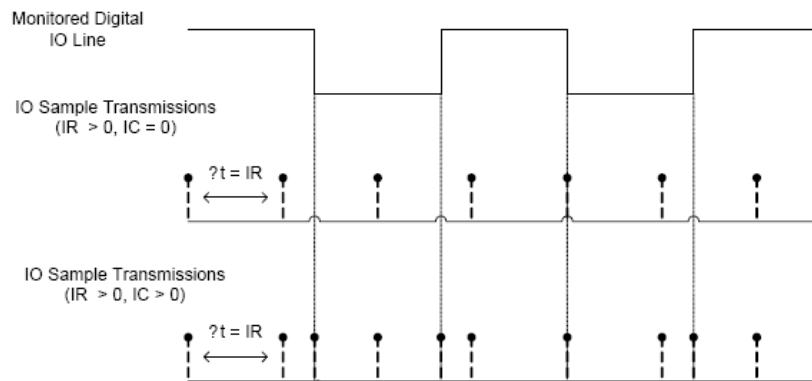 Monitored Digital
IO Line
IO Sample Transmissions
(IR > 0, IC = 0)
?t = IR
IO Sample Transmissions
(IR > 0, IC > 0)
?t = IR